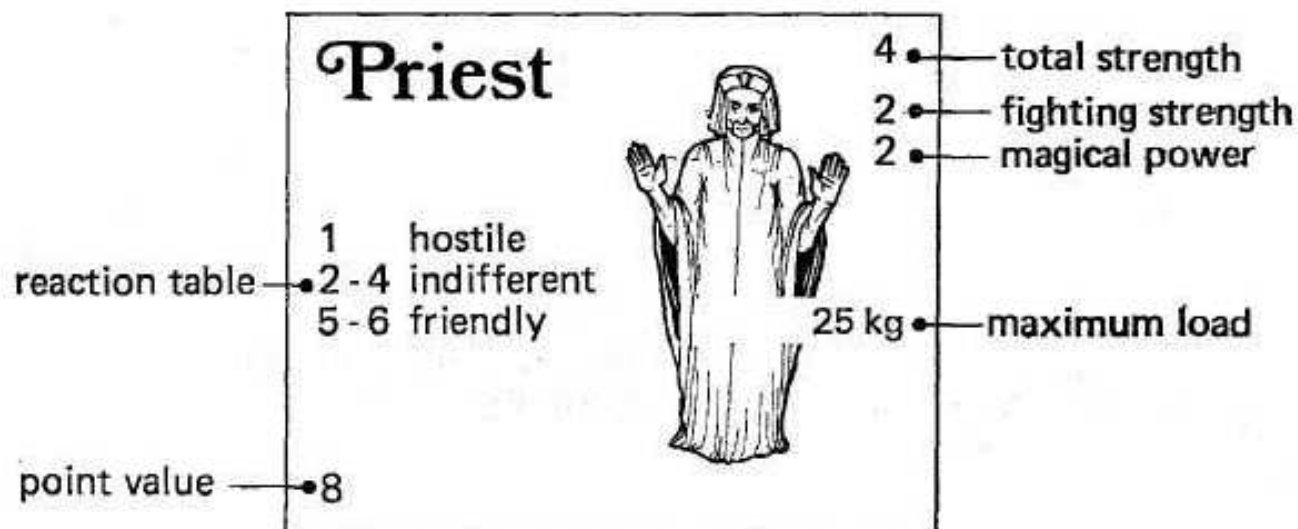 Priest
4 total strength
2 fighting strength
2 magical power
1 hostile
reaction table 2-4 indifferent
5-6 friendly
25 kg maximum load
point value 8